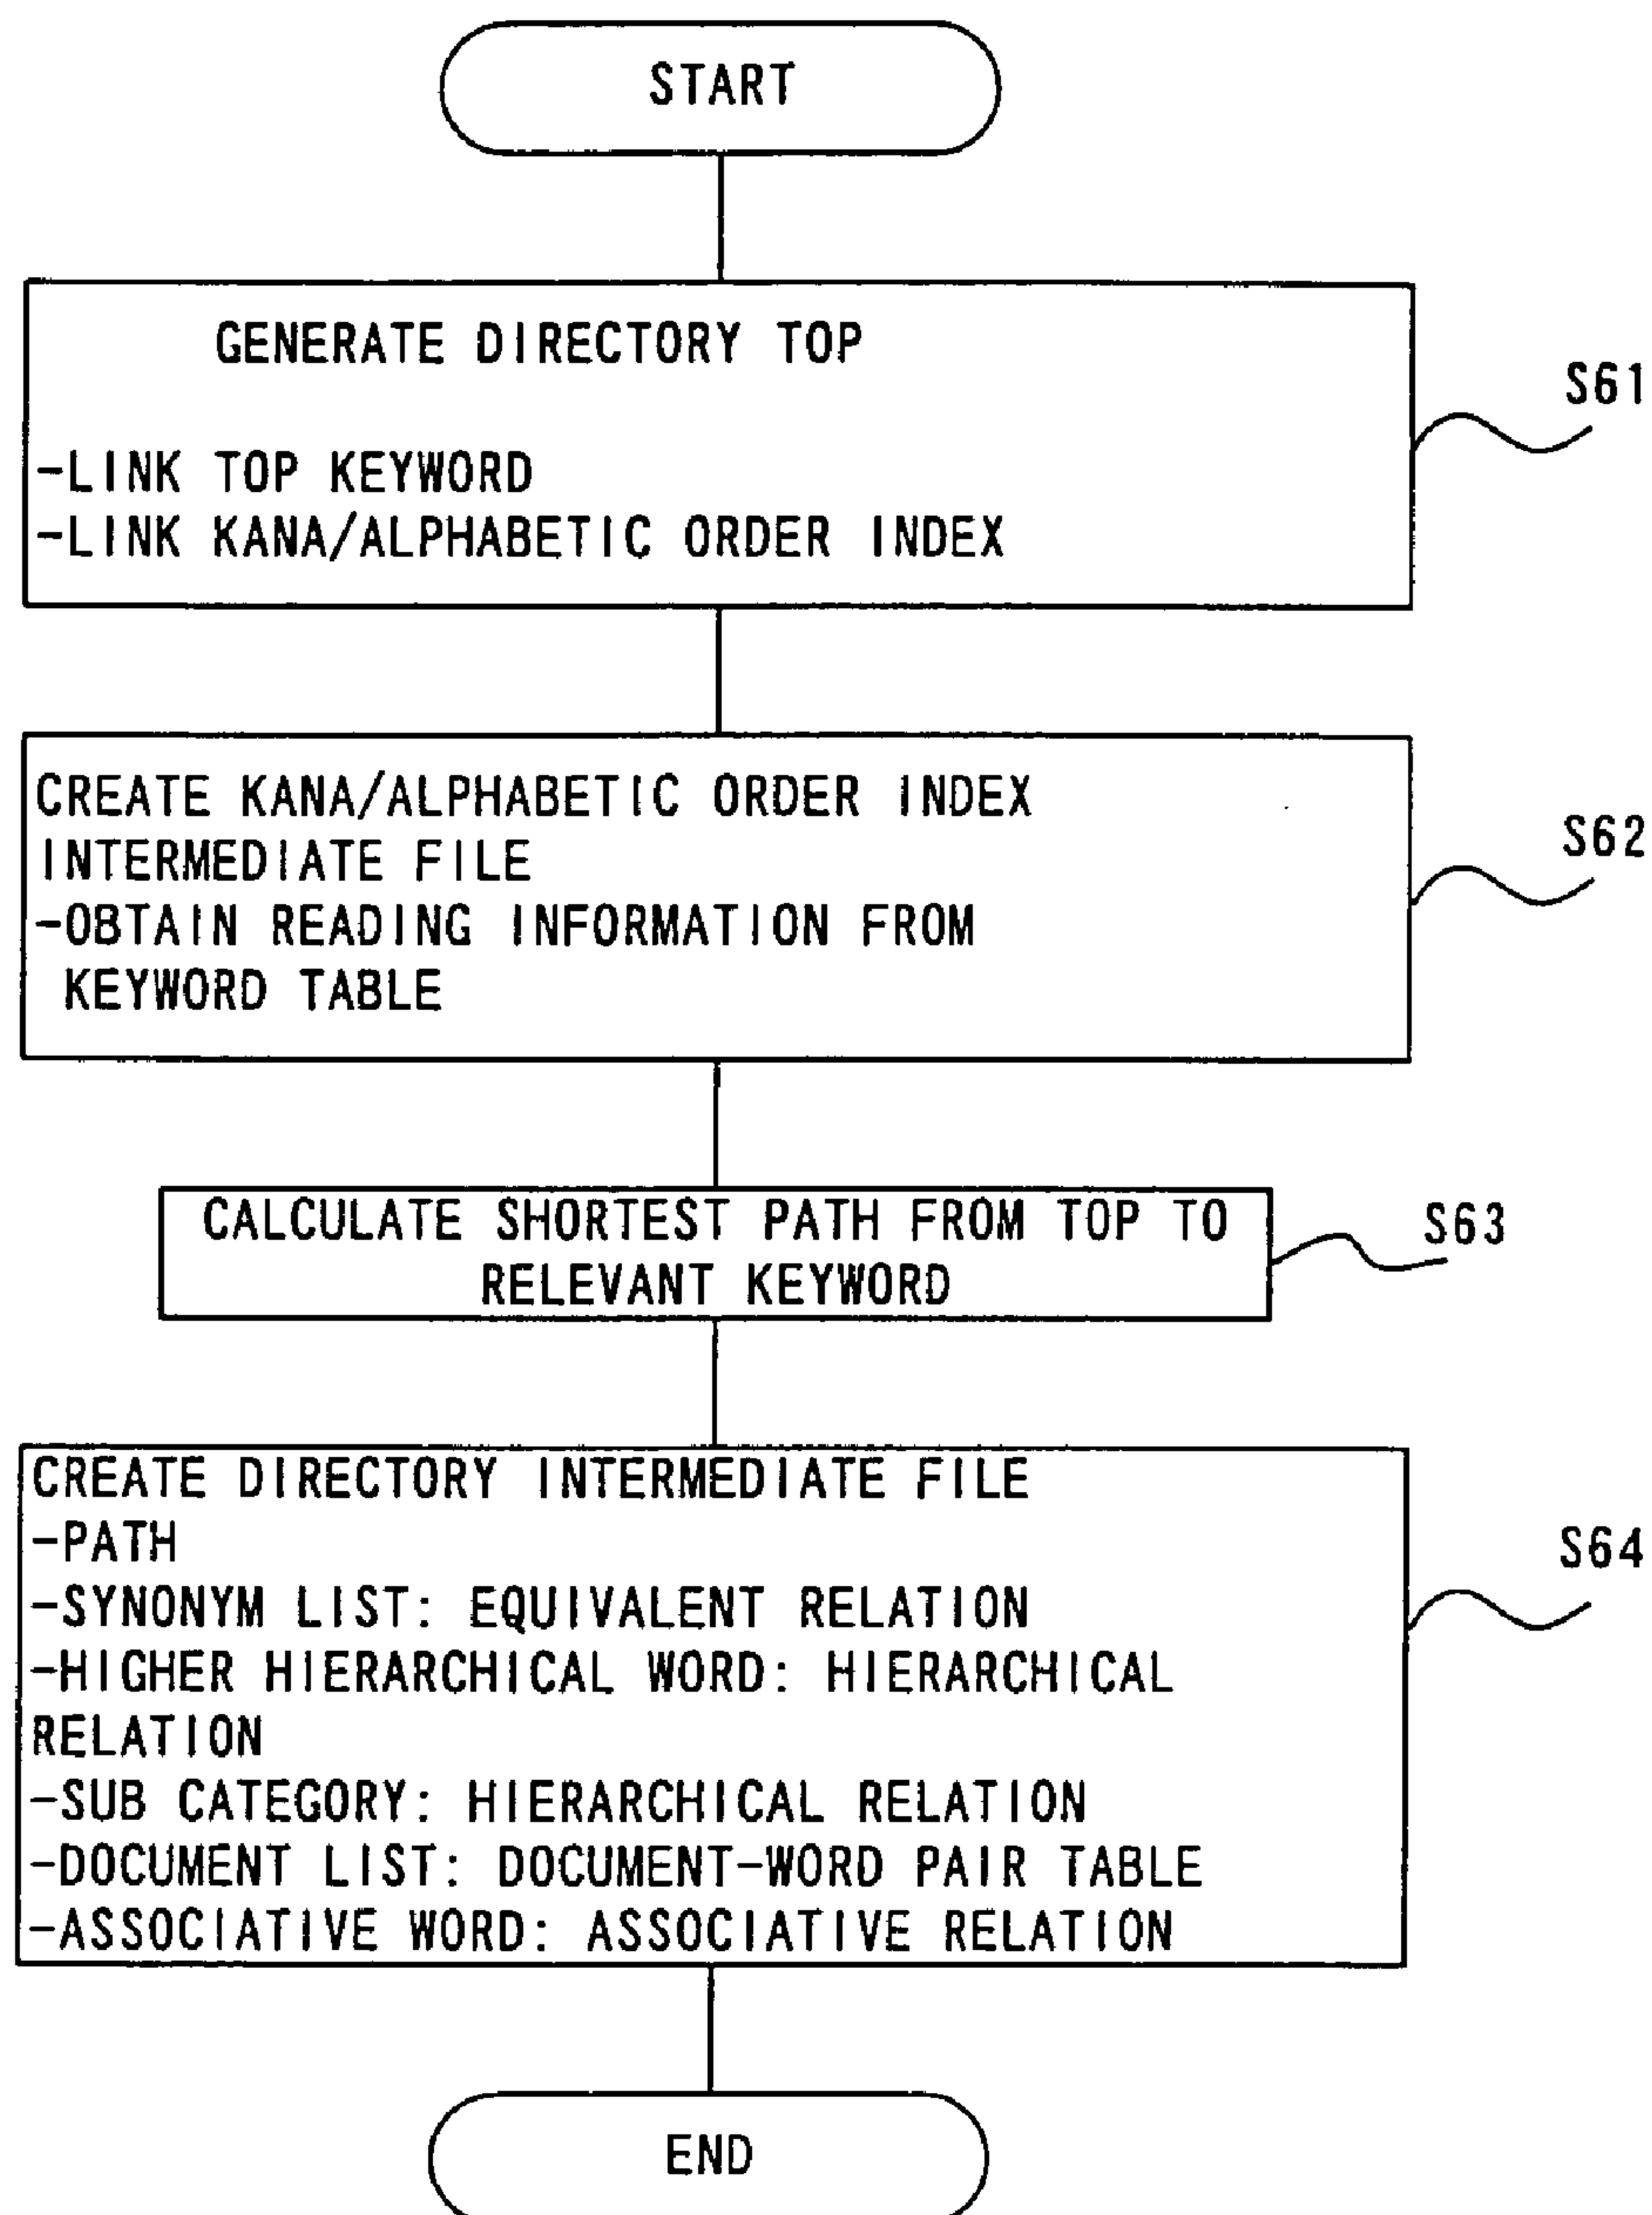 START
GENERATE DIRECTORY TOP
-LINK TOP KEYWORD
-LINK KANA/ALPHABETIC ORDER INDEX
S61
CREATE KANA/ALPHABETIC ORDER INDEX
INTERMEDIATE FILE
-OBTAIN READING INFORMATION FROM
KEYWORD TABLE
S62
CALCULATE SHORTEST PATH FROM TOP TO
RELEVANT KEYWORD
S63
CREATE DIRECTORY INTERMEDIATE FILE
-PATH
-SYNONYM LIST: EQUIVALENT RELATION
-HIGHER HIERARCHICAL WORD: HIERARCHICAL
RELATION
-SUB CATEGORY: HIERARCHICAL RELATION
-DOCUMENT LIST: DOCUMENT-WORD PAIR TABLE
-ASSOCIATIVE WORD: ASSOCIATIVE RELATION
S64
END